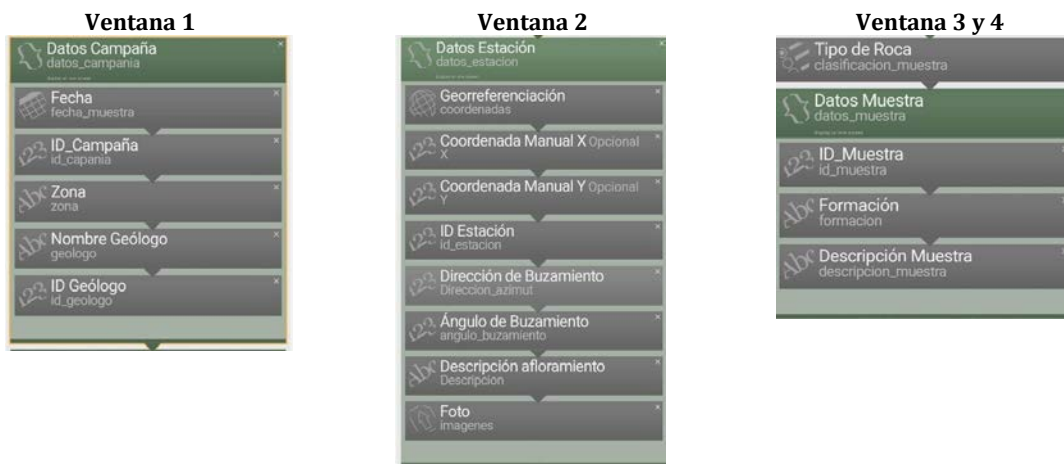 Ventana 1
Datos Campaña
datos_campania
Fecha
fecha_muestra
ID_Campaña
id_capania
Zona
zona
Nombre Geólogo
geologo
ID Geólogo
id_geologo
Ventana 2
Datos Estación
datos_estacion
Georreferenciación
coordenadas
Coordenada Manual X Opcional
X
Coordenada Manual Y Opcional
Y
ID Estación
id_estacion
Dirección de Buzamiento
Direccion_azimut
Ángulo de Buzamiento
angulo_buzamiento
Descripción afloramiento
Descripcion
Foto
imagenes
Ventana 3 y 4
Tipo de Roca
clasificacion_muestra
Datos Muestra
datos_muestra
ID_Muestra
id_muestra
Formación
formacion
Descripción Muestra
descripcion_muestra